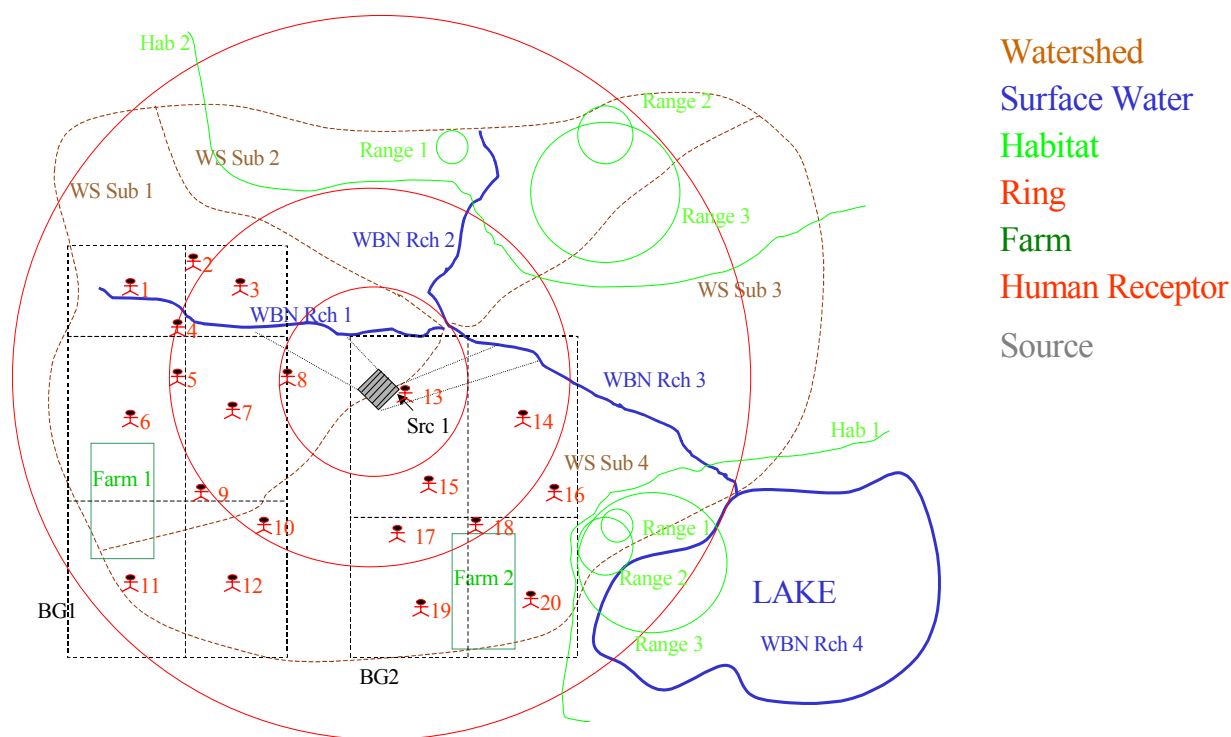 Hab 2
Watershed
Surface Water
Habitat
Ring
Farm
Human Receptor
Source
Range 2
Range 1
WS Sub 2
WS Sub 1
Range 3
WBN Rch 2
WS Sub 3
2
1
3
WBN Rch 1
4
5
8
WBN Rch 3
13
6
7
14
Src 1
Hab 1
WS Sub 4
Farm 1
15
9
16
10
17
18
Range 1
Range 2
Farm 2
11
12
LAKE
20
19
BG1
Range 3
WBN Rch 4
BG2